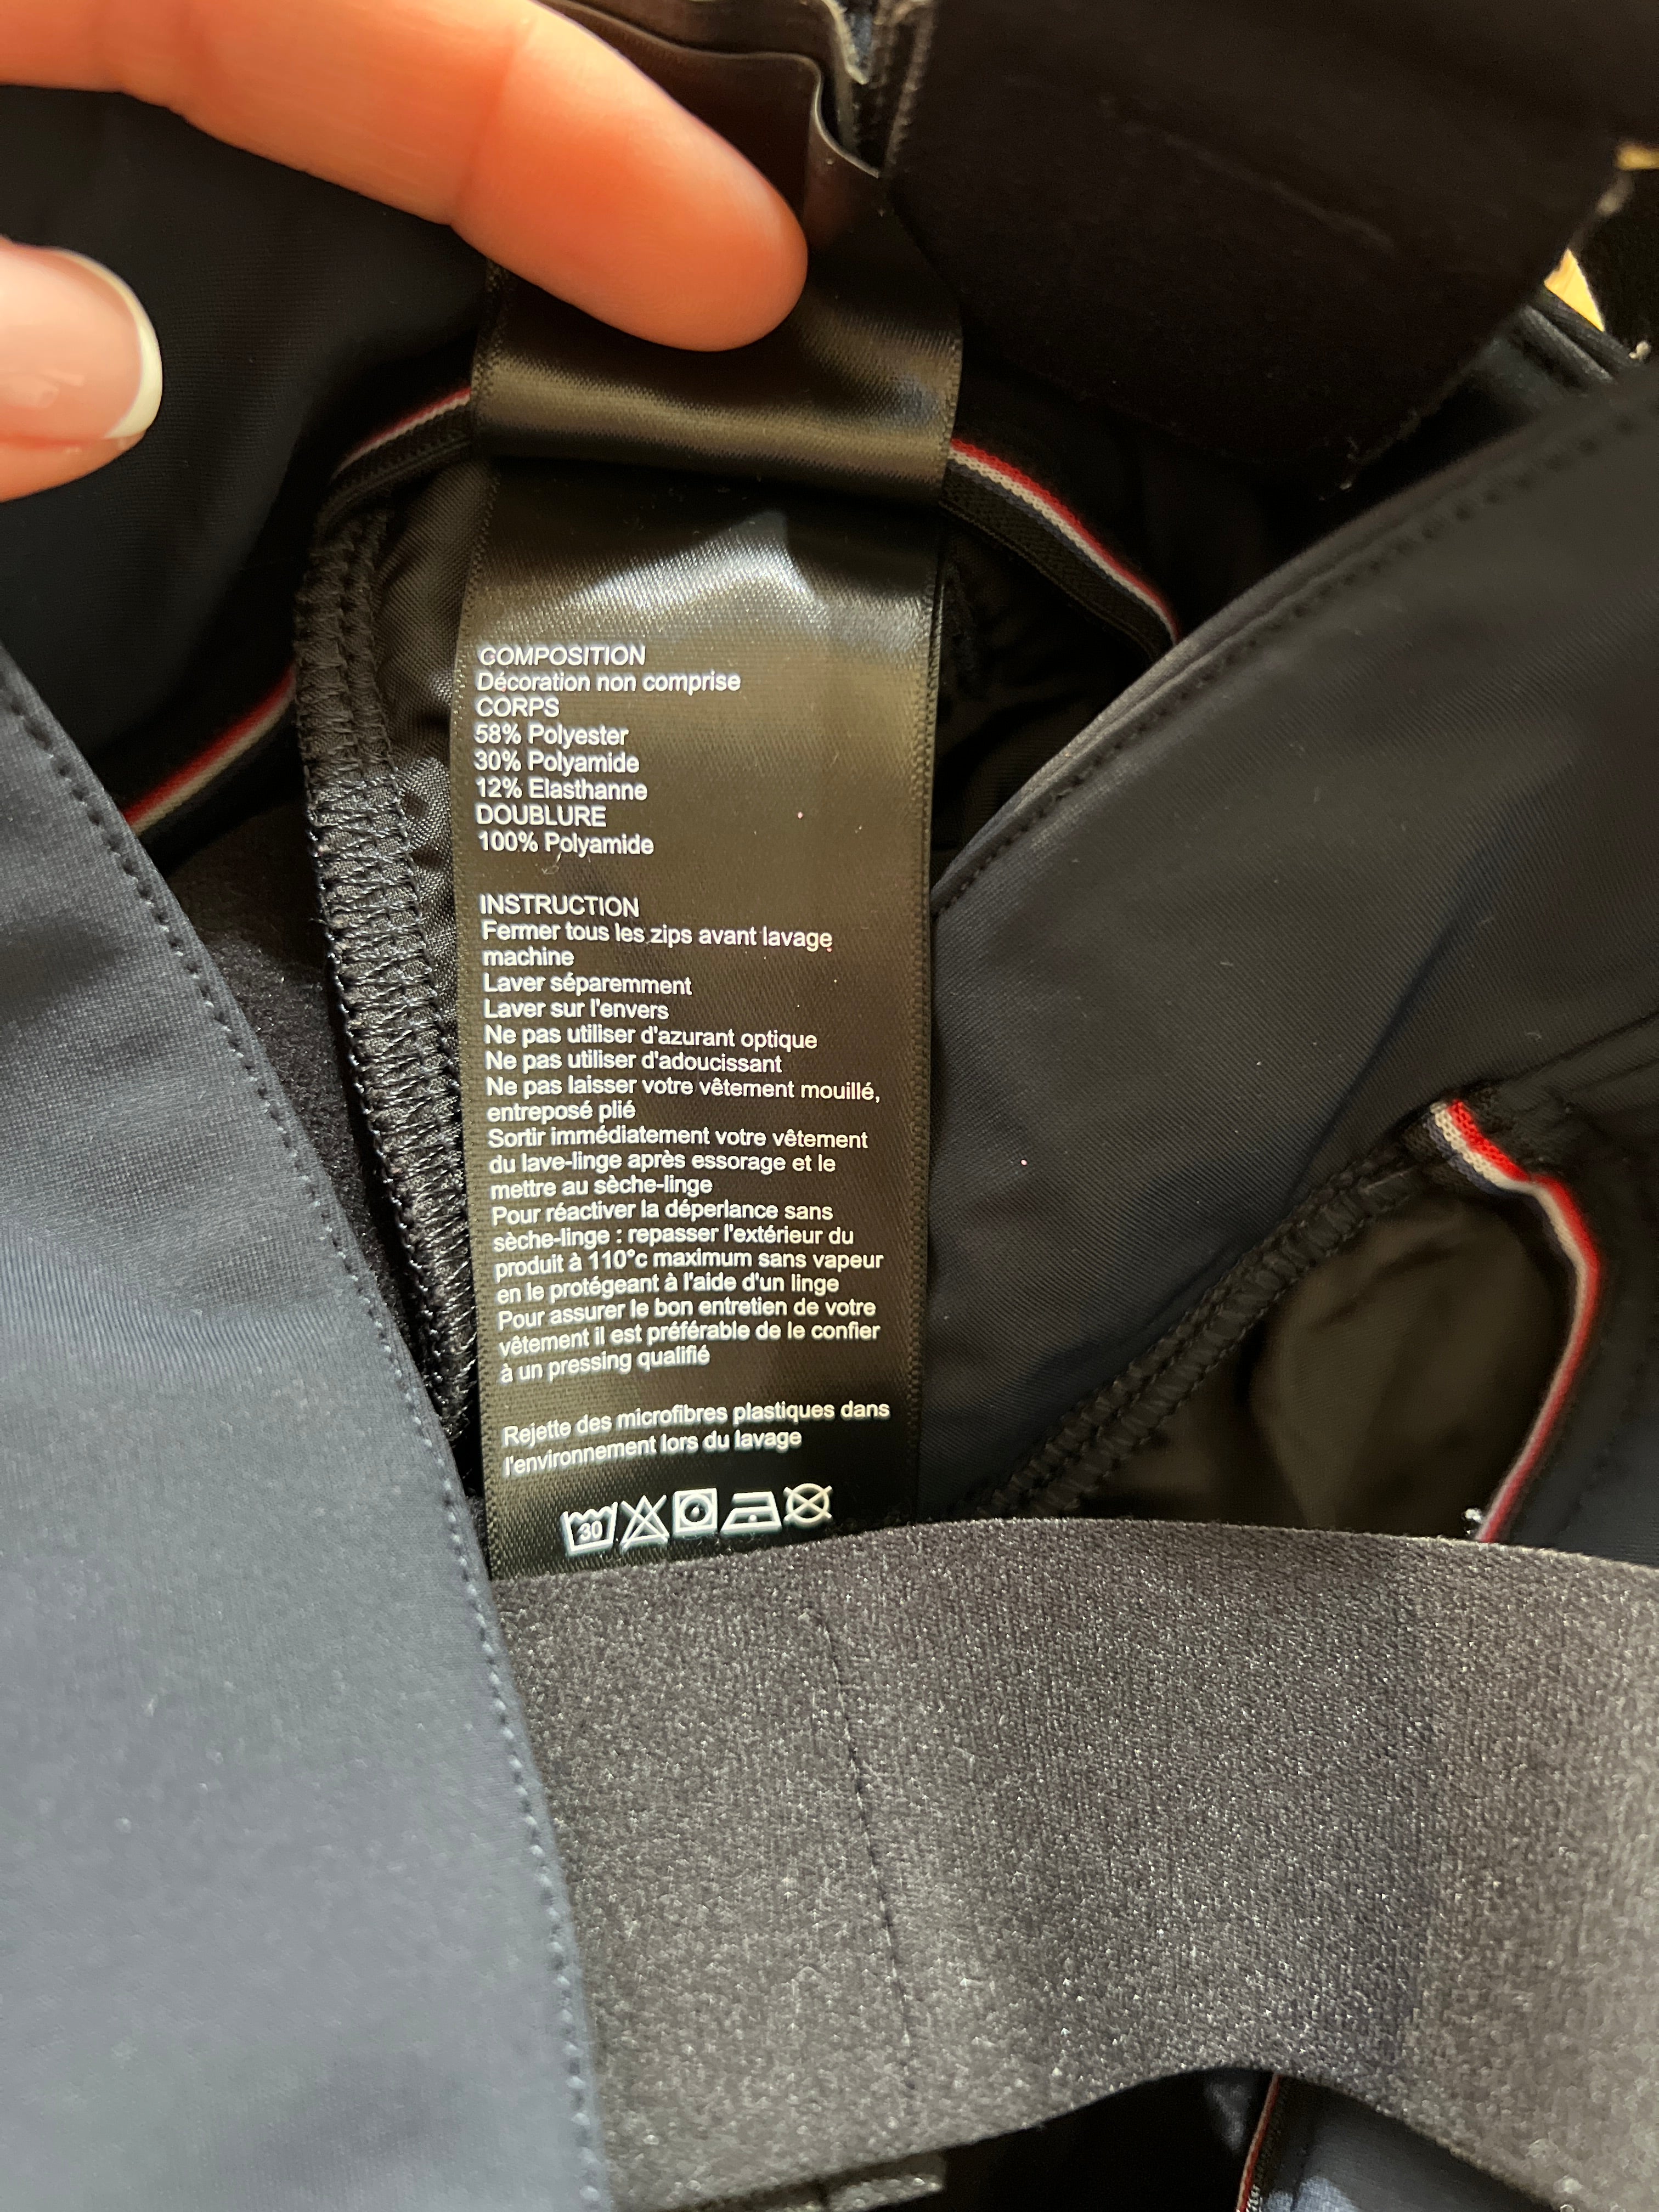 COMPOSITION
Décoration non comprise
CORPS
58% Polyester
30% Polyamide
12% Elasthanne
DOUBLURE
100% Polyamide
INSTRUCTION
Fermer tous les zips avant lavage
machine
Laver séparemment
Laver sur l'envers
Ne pas utiliser d'azurant optique
Ne pas utiliser d'adoucissant
Ne pas laisser votre vêtement mouillé,
entreposé plié
Sortir immédiatement votre vêtement
du lave-linge après essorage et le
mettre au sèche-linge
Pour réactiver la déperlance sans
sèche-linge : repasser l'extérieur du
produit à 110°c maximum sans vapeur
en le protégeant à l'aide d'un linge
Pour assurer le bon entretien de votre
vêtement il est préférable de le confier
à un pressing qualifié
Rejette des microfibres plastiques dans
l'environnement lors du lavage
30